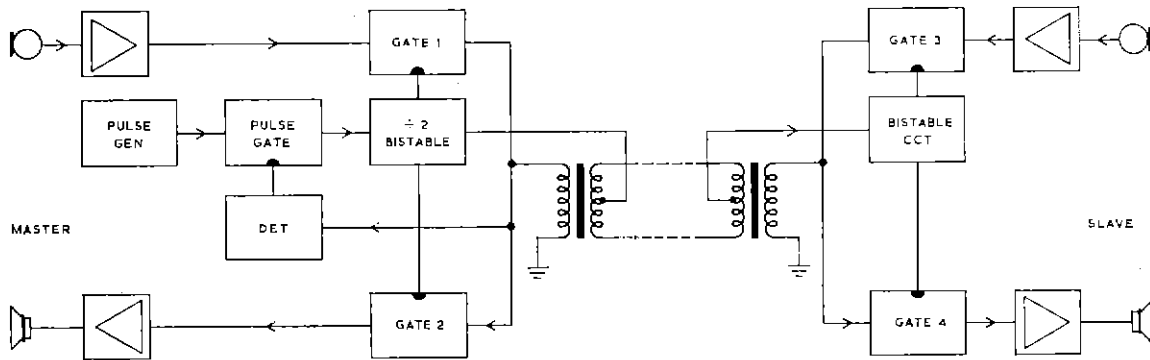 GATE 1
GATE 3
PULSE
GEN
PULSE
GATE
÷ 2
BISTABLE
BISTABLE
CCT
MASTER
DET
SLAVE
GATE 2
GATE 4